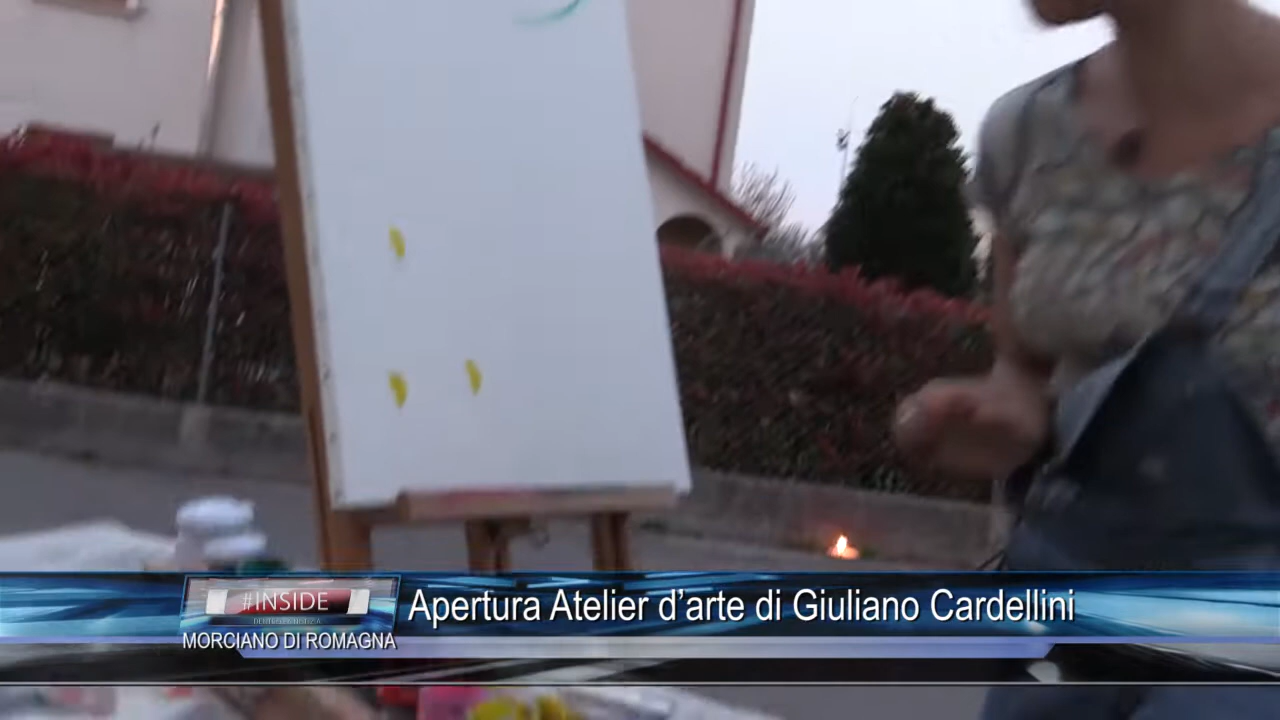 #INSIDE
Apertura Atelier d'arte di Giuliano Cardellini
MORCIANO DI ROMAGNA